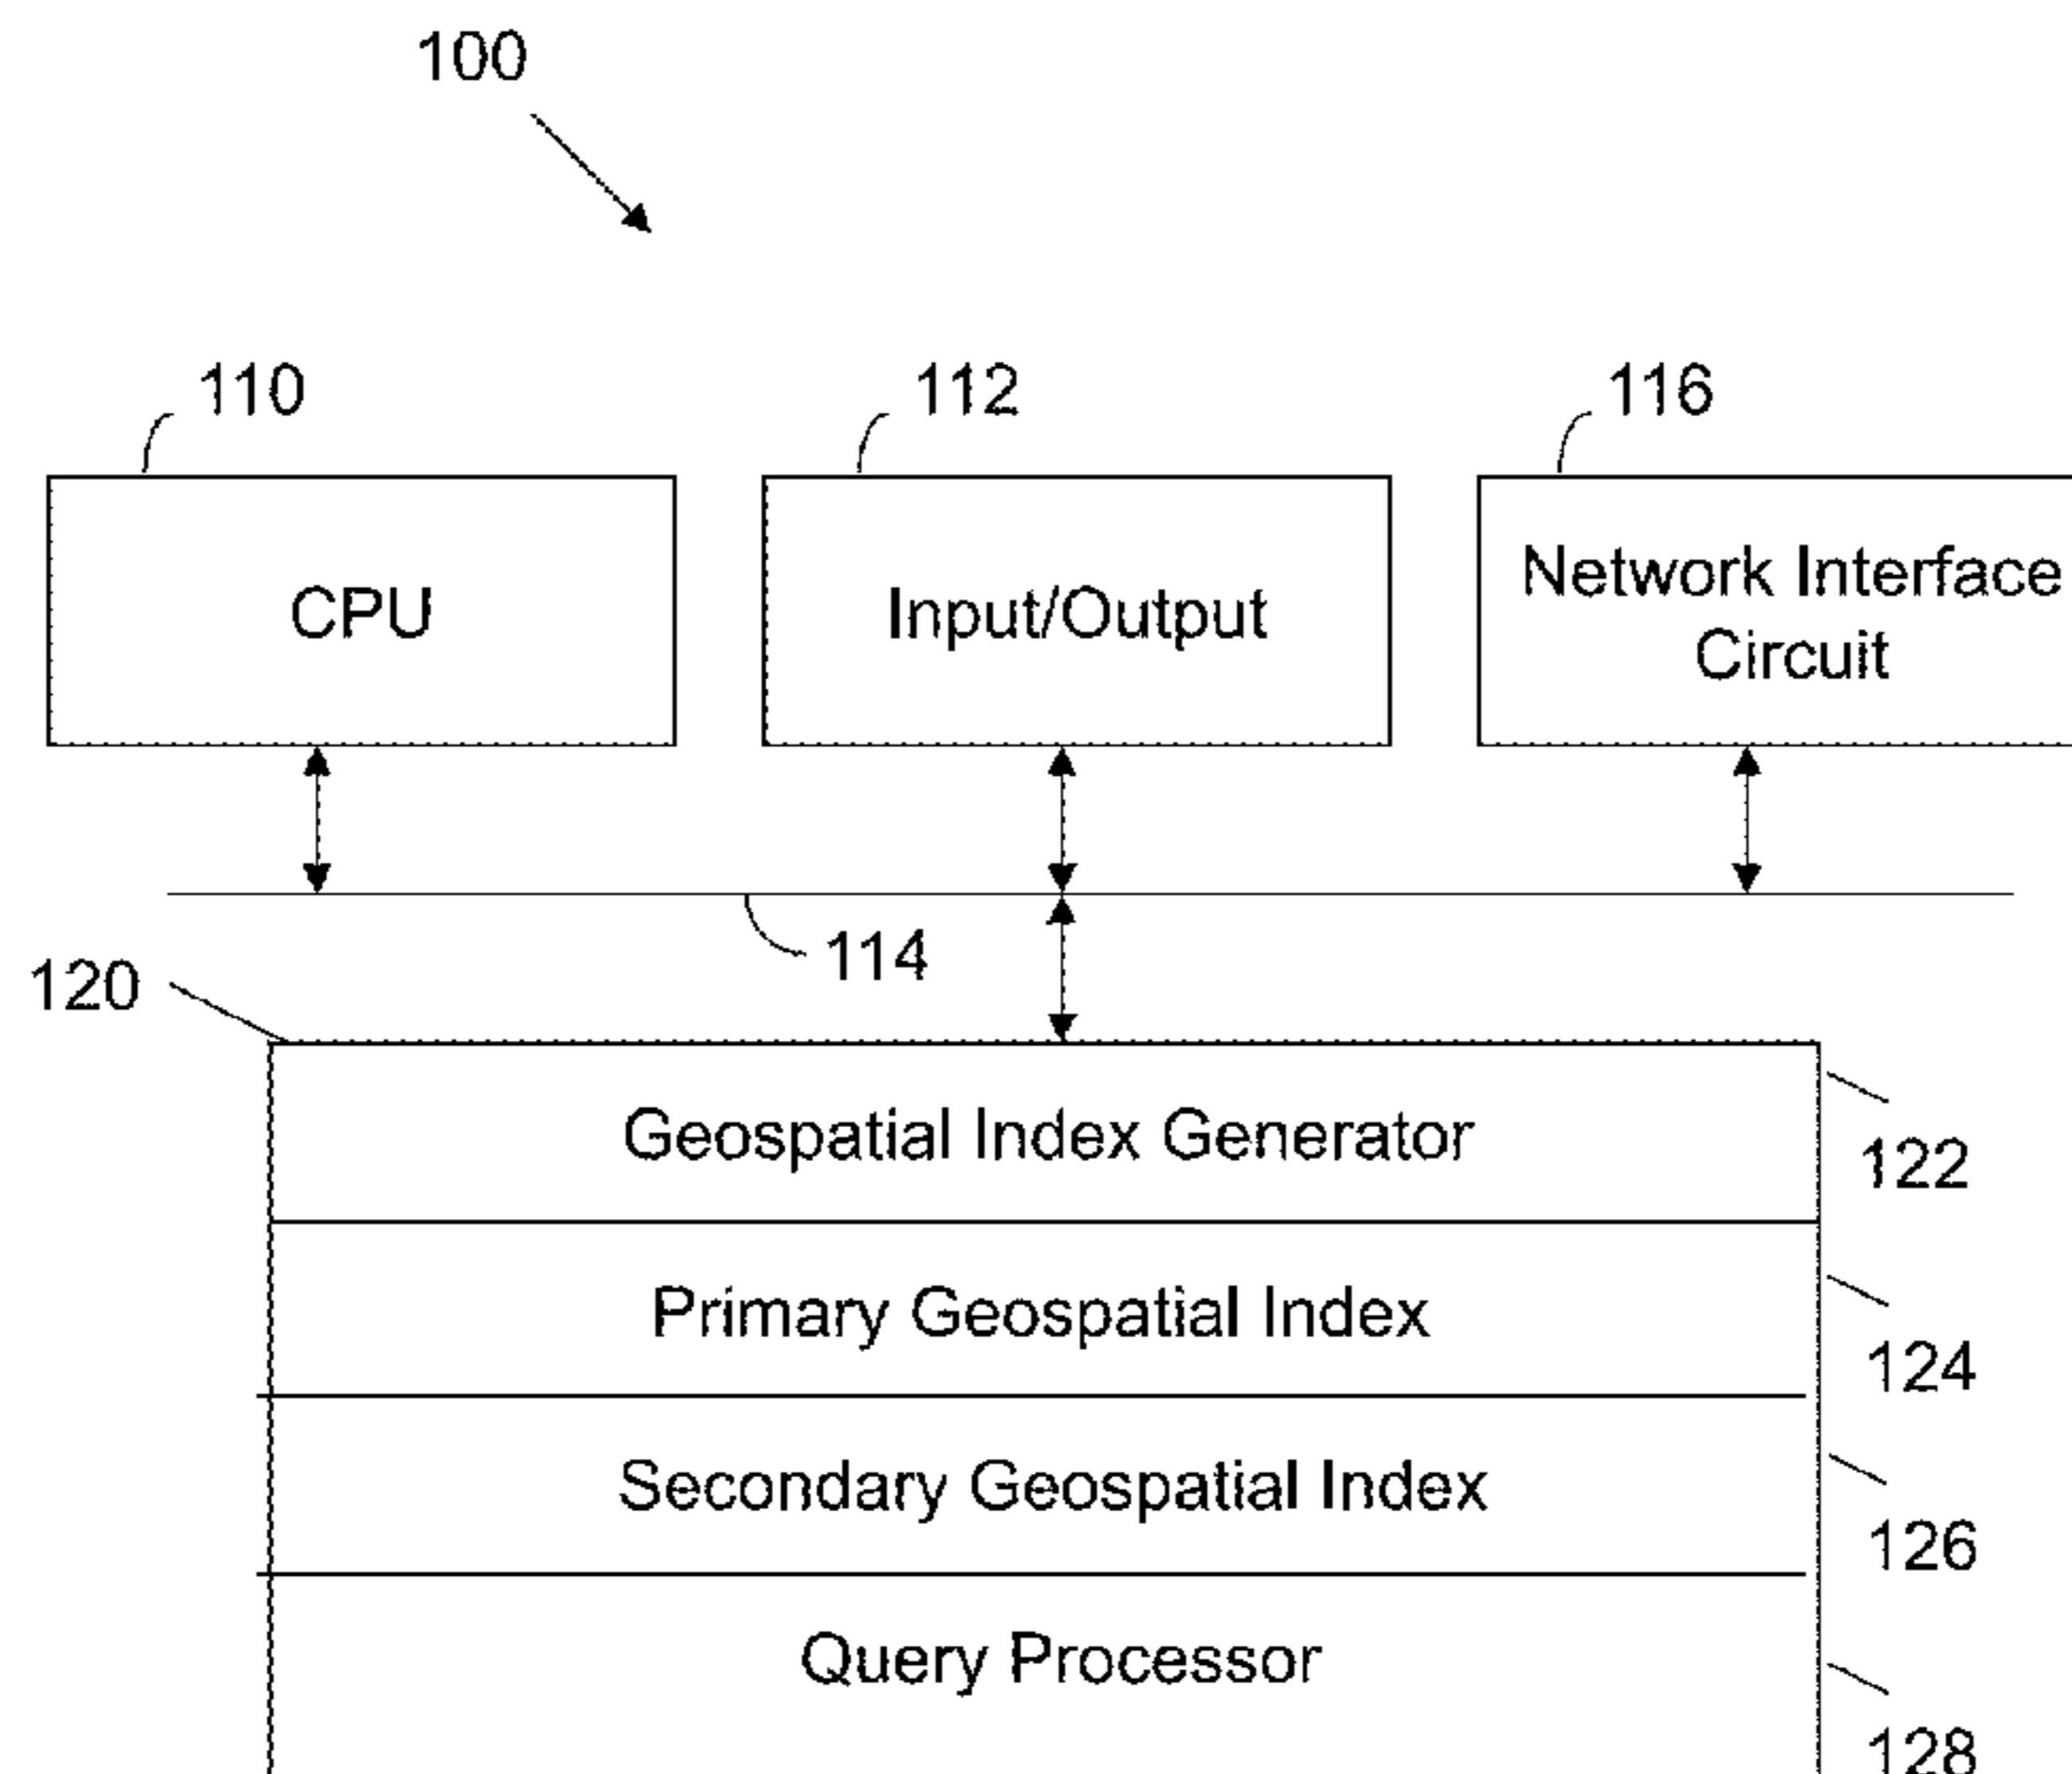 100
110
112
116
CPU
Input/Output
Network Interface
Circuit
114
120
Geospatial Index Generator
122
Primary Geospatial Index
124
Secondary Geospatial Index
126
Query Processor
128